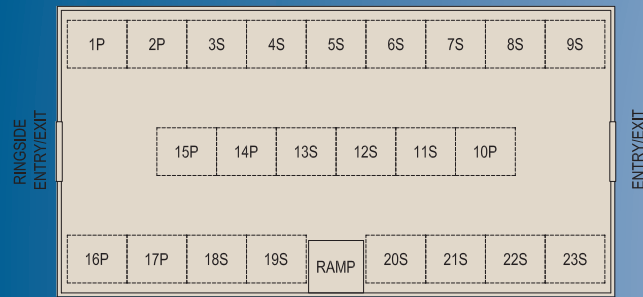 1P 2P 3S 4S 5S 6S 7S 8S 9S
RINGSIDE
ENTRY/EXIT
15P 14P 13S 12S 11S 10P
ENTRY/EXIT
16P 17P 18S 19S RAMP 20S 21S 22S 23S